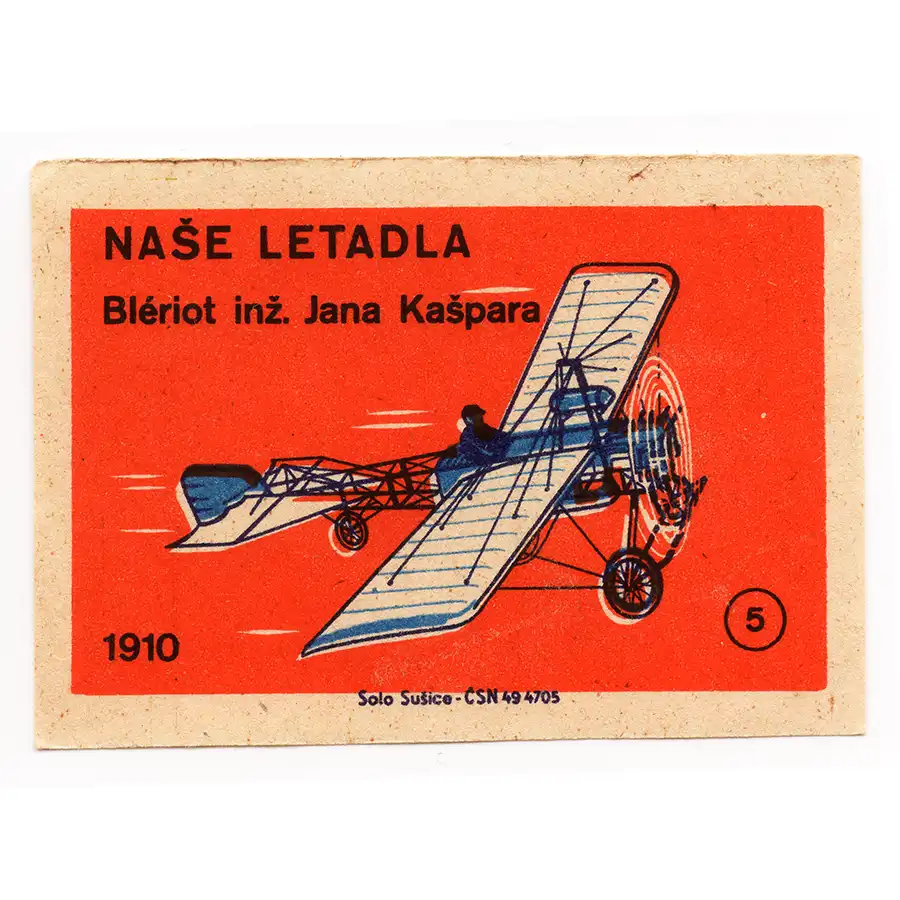 NAŠE LETADLA
Blériot inž. Jana Kašpara
1910
5
Solo Sušice - ČSN 49 4705